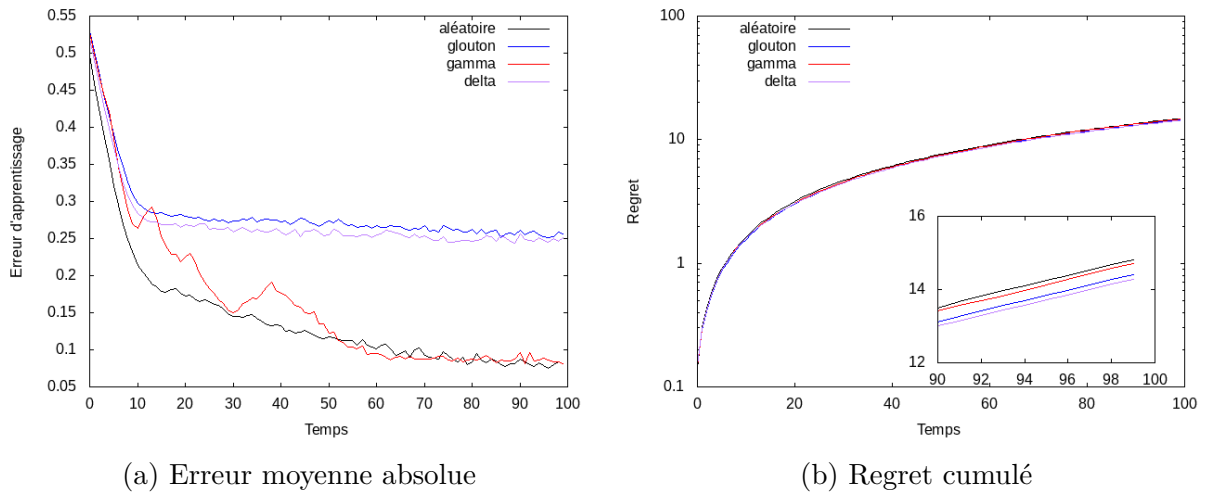 0.55
0.5
0.45
0.4
0.35
0.3
0.25
0.2
0.15
0.1
0.05
0 10 20 30 40 50 60 70 80 90 100
Erreur d'apprentissage
Temps
aléatoire
glouton
gamma
delta
(a) Erreur moyenne absolue
100
10
1
0.1
0 20 40 60 80 100
Regret
Temps
aléatoire
glouton
gamma
delta
16
14
12
90 92 94 96 98 100
(b) Regret cumulé